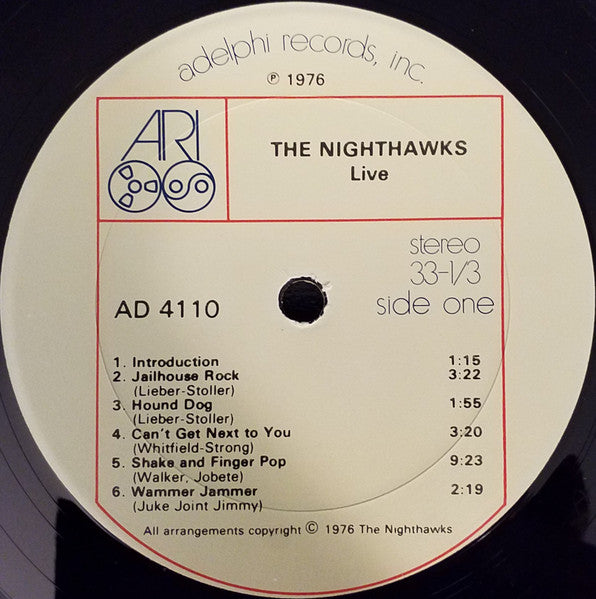 adelphi records, inc.
℗ 1976
ARI
THE NIGHTHAWKS
Live
stereo
33-1/3
side one
AD 4110
1. Introduction 1:15
2. Jailhouse Rock 3:22
(Lieber-Stoller)
3. Hound Dog 1:55
(Lieber-Stoller)
4. Can't Get Next to You 3:20
(Whitfield-Strong)
5. Shake and Finger Pop 9:23
(Walker, Jobete)
6. Wammer Jammer 2:19
(Juke Joint Jimmy)
All arrangements copyright © 1976 The Nighthawks